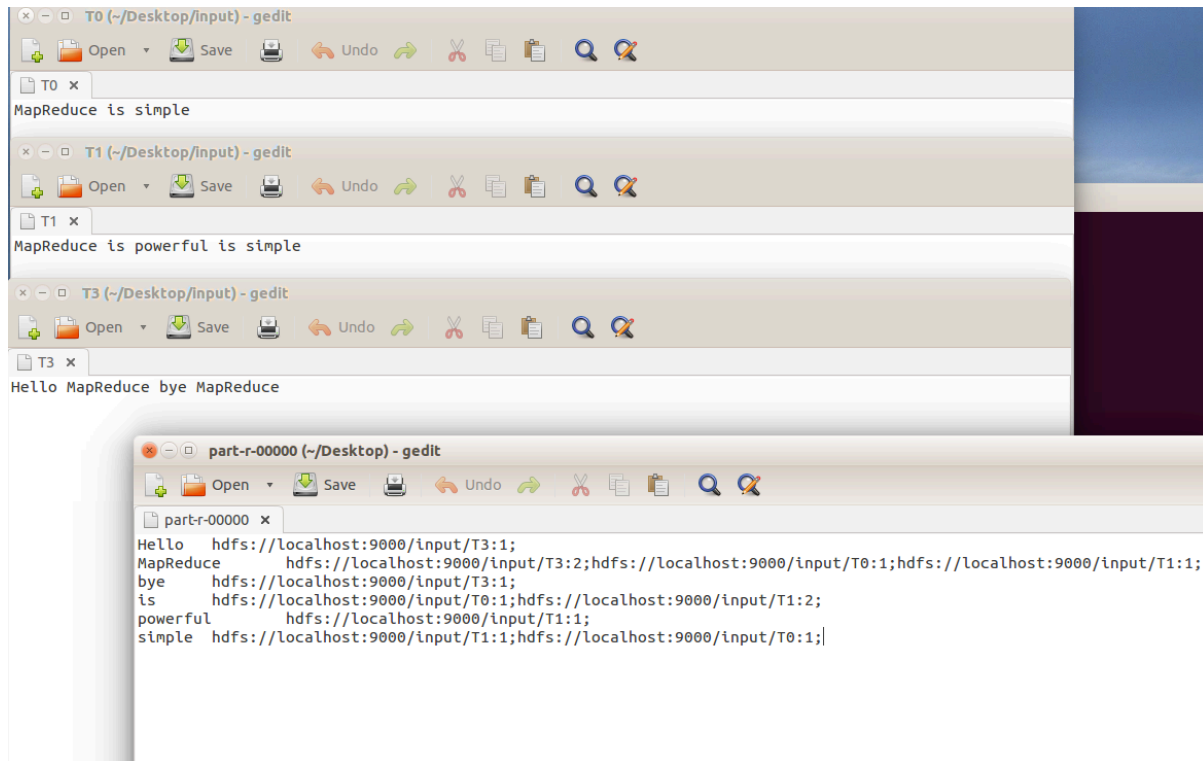 T0 (~/Desktop/input) - gedit
Open Save Undo
T0
MapReduce is simple
T1 (~/Desktop/input) - gedit
Open Save Undo
T1
MapReduce is powerful is simple
T3 (~/Desktop/input) - gedit
Open Save Undo
T3
Hello MapReduce bye MapReduce
part-r-00000 (~/Desktop) - gedit
Open Save Undo
part-r-00000
Hello hdfs://localhost:9000/input/T3:1;
MapReduce hdfs://localhost:9000/input/T3:2;hdfs://localhost:9000/input/T0:1;hdfs://localhost:9000/input/T1:1;
bye hdfs://localhost:9000/input/T3:1;
is hdfs://localhost:9000/input/T0:1;hdfs://localhost:9000/input/T1:2;
powerful hdfs://localhost:9000/input/T1:1;
simple hdfs://localhost:9000/input/T1:1;hdfs://localhost:9000/input/T0:1;